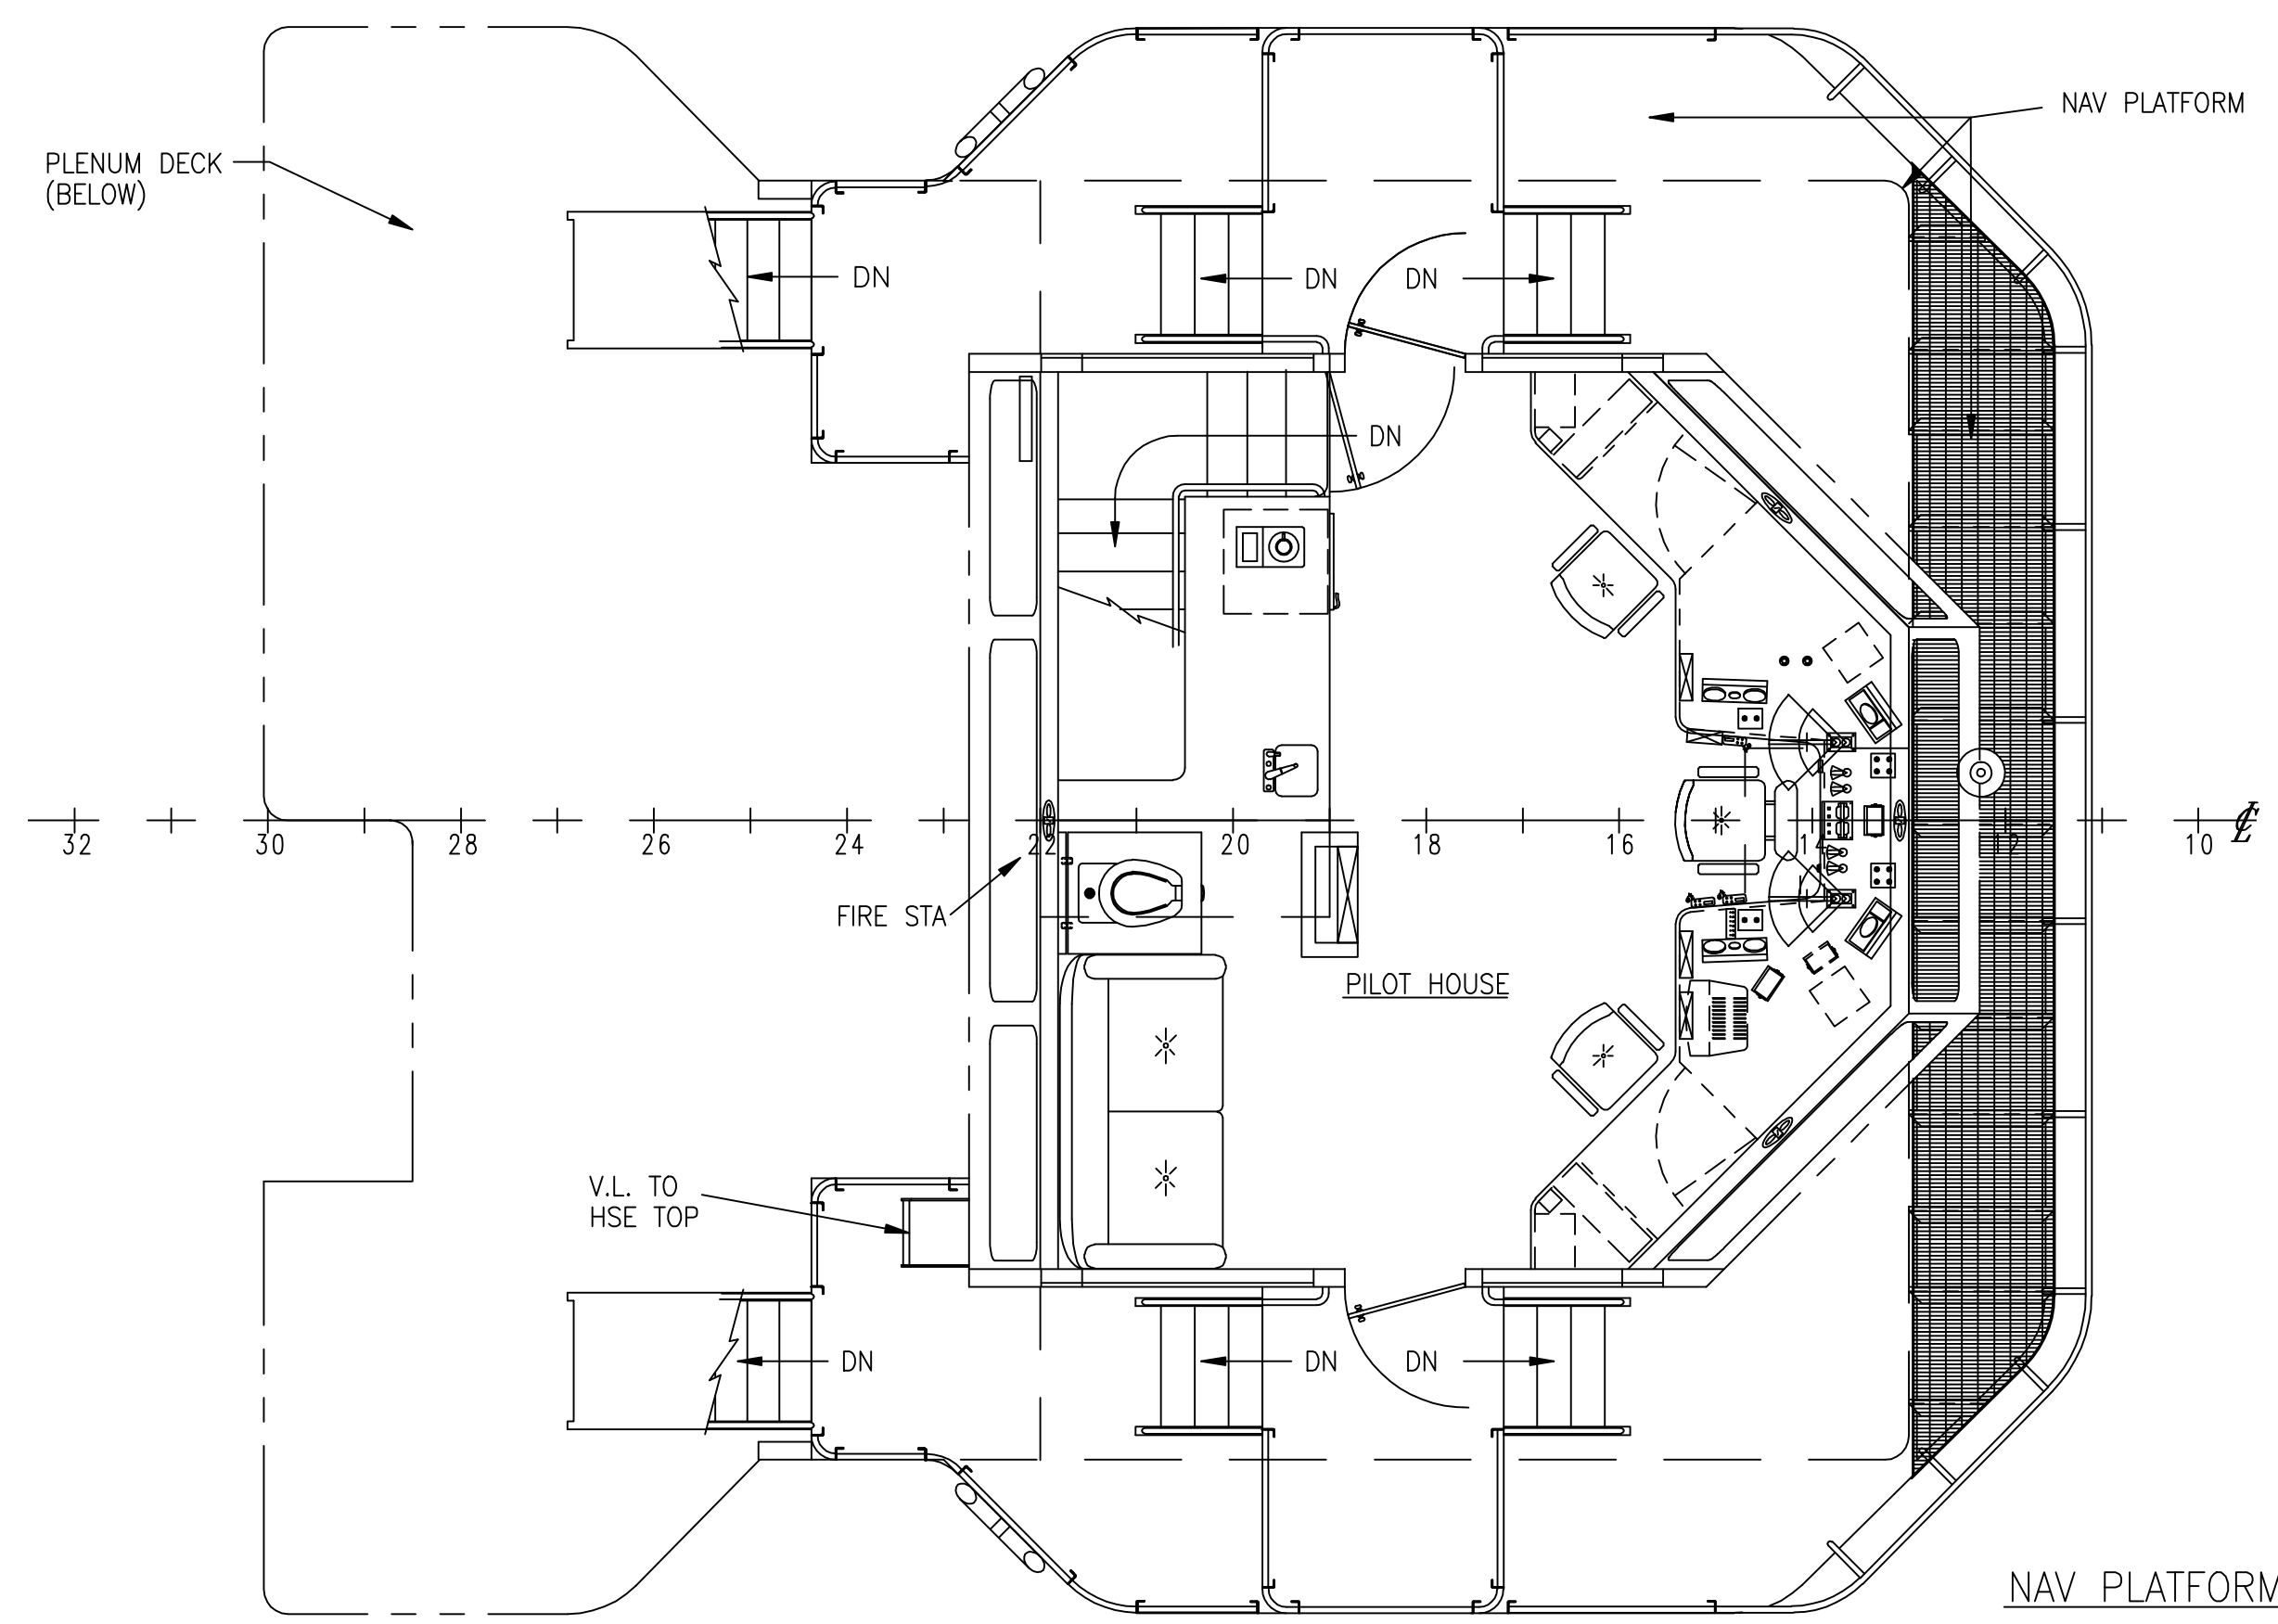 NAV PLATFORM
PLENUM DECK
(BELOW)
DN
DN
DN
DN
32
30
28
26
24
22
20
18
16
14
12
10
℄
FIRE STA
PILOT HOUSE
V.L. TO
HSE TOP
DN
DN
DN
NAV PLATFORM